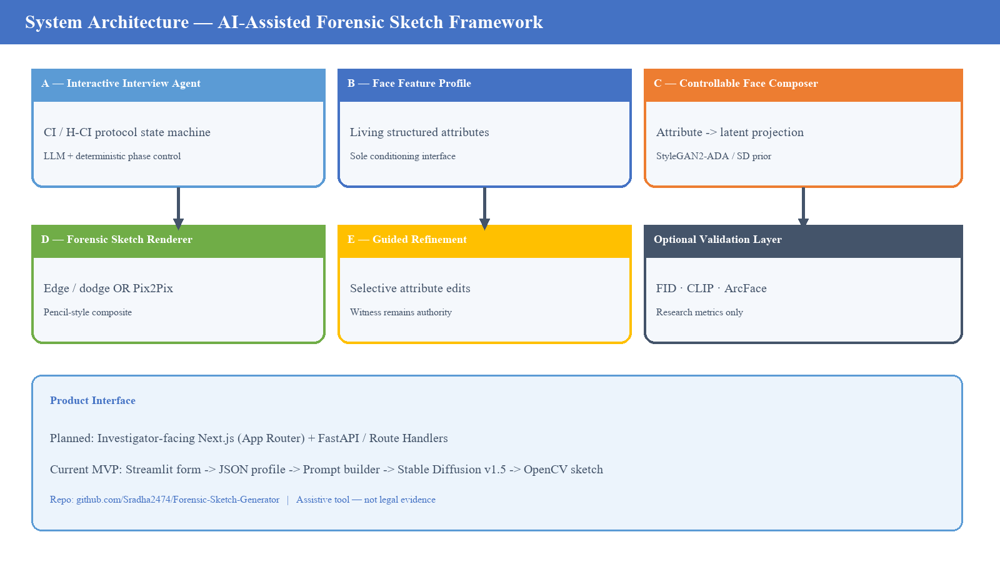 System Architecture — AI-Assisted Forensic Sketch Framework
A — Interactive Interview Agent
CI / H-CI protocol state machine
LLM + deterministic phase control
B — Face Feature Profile
Living structured attributes
Sole conditioning interface
C — Controllable Face Composer
Attribute -> latent projection
StyleGAN2-ADA / SD prior
D — Forensic Sketch Renderer
Edge / dodge OR Pix2Pix
Pencil-style composite
E — Guided Refinement
Selective attribute edits
Witness remains authority
Optional Validation Layer
FID · CLIP · ArcFace
Research metrics only
Product Interface
Planned: Investigator-facing Next.js (App Router) + FastAPI / Route Handlers
Current MVP: Streamlit form -> JSON profile -> Prompt builder -> Stable Diffusion v1.5 -> OpenCV sketch
Repo: github.com/Sradha2474/Forensic-Sketch-Generator | Assistive tool — not legal evidence